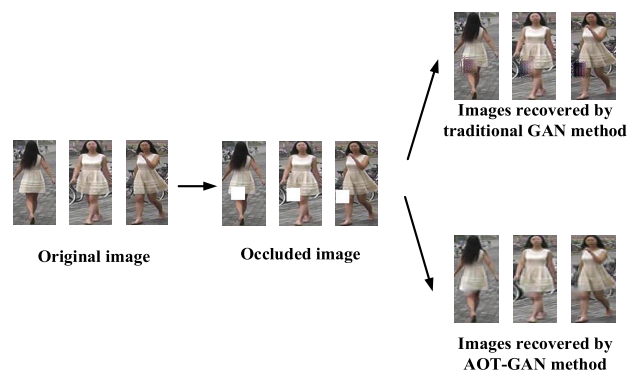 Images recovered by
traditional GAN method
Original image
Occluded image
Images recovered by
AOT-GAN method